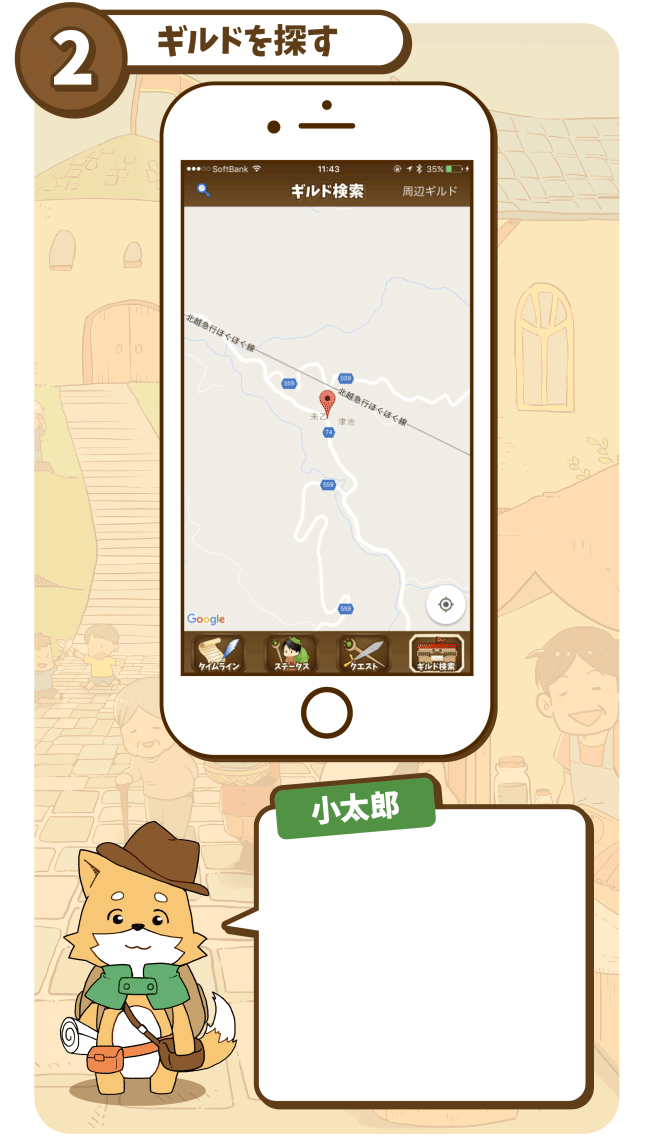 2
ギルドを探す
SoftBank 11:43 35%
ギルド検索 周辺ギルド
北越急行ほくほく線
559
559
北越急行ほくほく線
津池
74
559
559
Google
タイムライン ステータス クエスト ギルド検索
小太郎